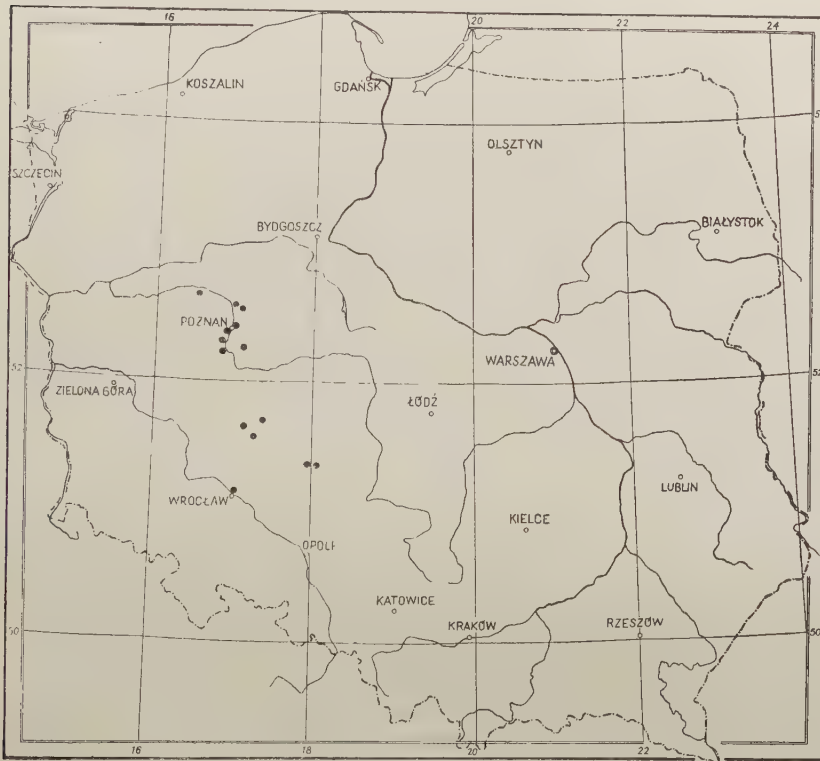 16
20
22
24
KOSZALIN
GDAŃSK
OLSZTYN
SZCZECIN
BYDGOSZCZ
BIAŁYSTOK
POZNAŃ
WARSZAWA
52
52
ZIELONA GÓRA
ŁÓDŹ
LUBLIN
WROCŁAW
KIELCE
OPOLE
KATOWICE
KRAKÓW
RZESZÓW
50
50
16
18
20
22